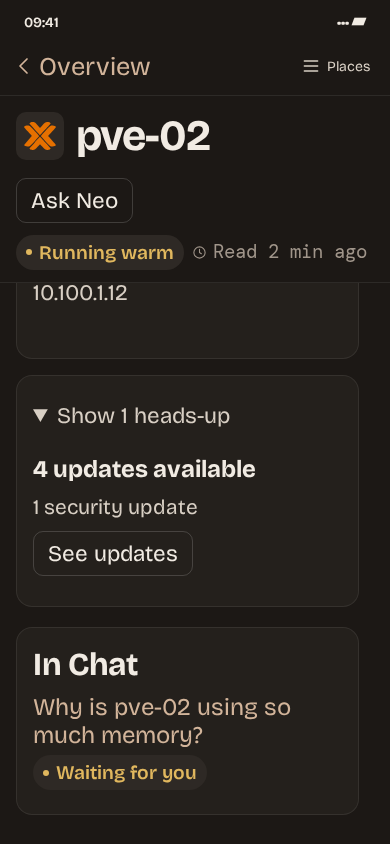 09:41
Overview
Places
pve-02
Ask Neo
Running warm
Read 2 min ago
10.100.1.12
Show 1 heads-up
4 updates available
1 security update
See updates
In Chat
Why is pve-02 using so
much memory?
Waiting for you